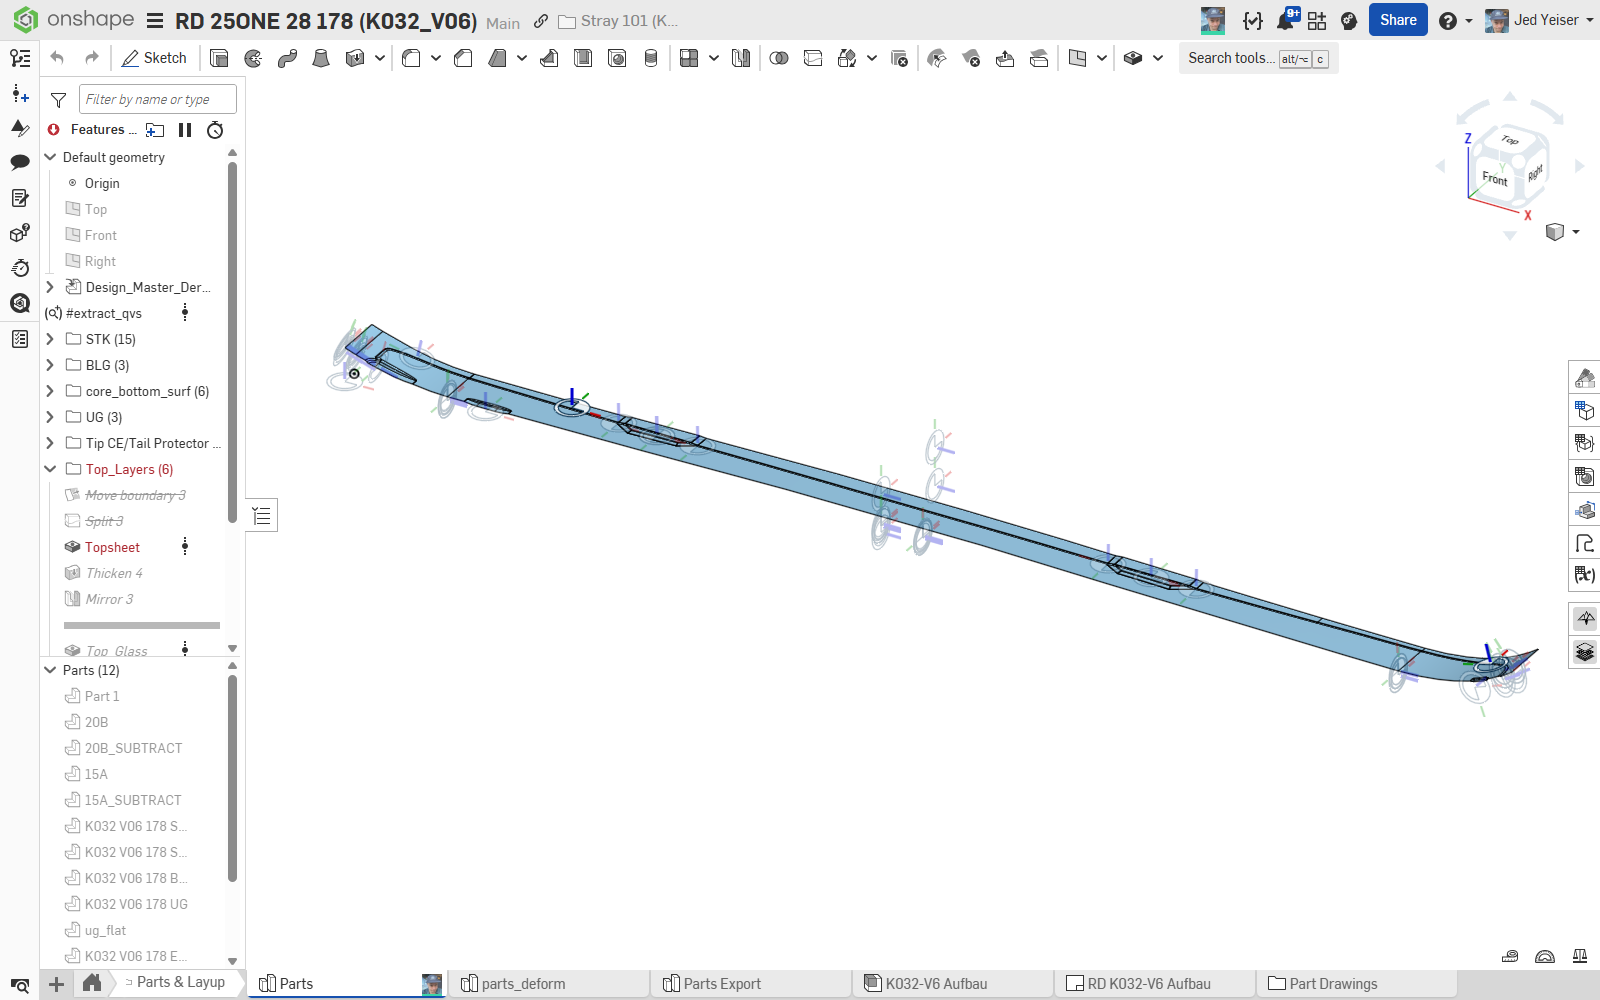 onshape
RD 25ONE 28 178 (K032_V06)
Main
Stray 101 (K...
9+
Share
Jed Yeiser
Sketch
Search tools... alt/⌥ c
Filter by name or type
Features ...
Default geometry
Origin
Top
Front
Right
Design_Master_Der...
#extract_qvs
STK (15)
BLG (3)
core_bottom_surf (6)
UG (3)
Tip CE/Tail Protector ...
Top_Layers (6)
Move boundary 3
Split 3
Topsheet
Thicken 4
Mirror 3
Top_Glass
Parts (12)
Part 1
20B
20B_SUBTRACT
15A
15A_SUBTRACT
K032 V06 178 S...
K032 V06 178 S...
K032 V06 178 B...
K032 V06 178 UG
ug_flat
K032 V06 178 E...
Z
Top
Y
Front
Right
X
Parts & Layup
Parts
parts_deform
Parts Export
K032-V6 Aufbau
RD K032-V6 Aufbau
Part Drawings